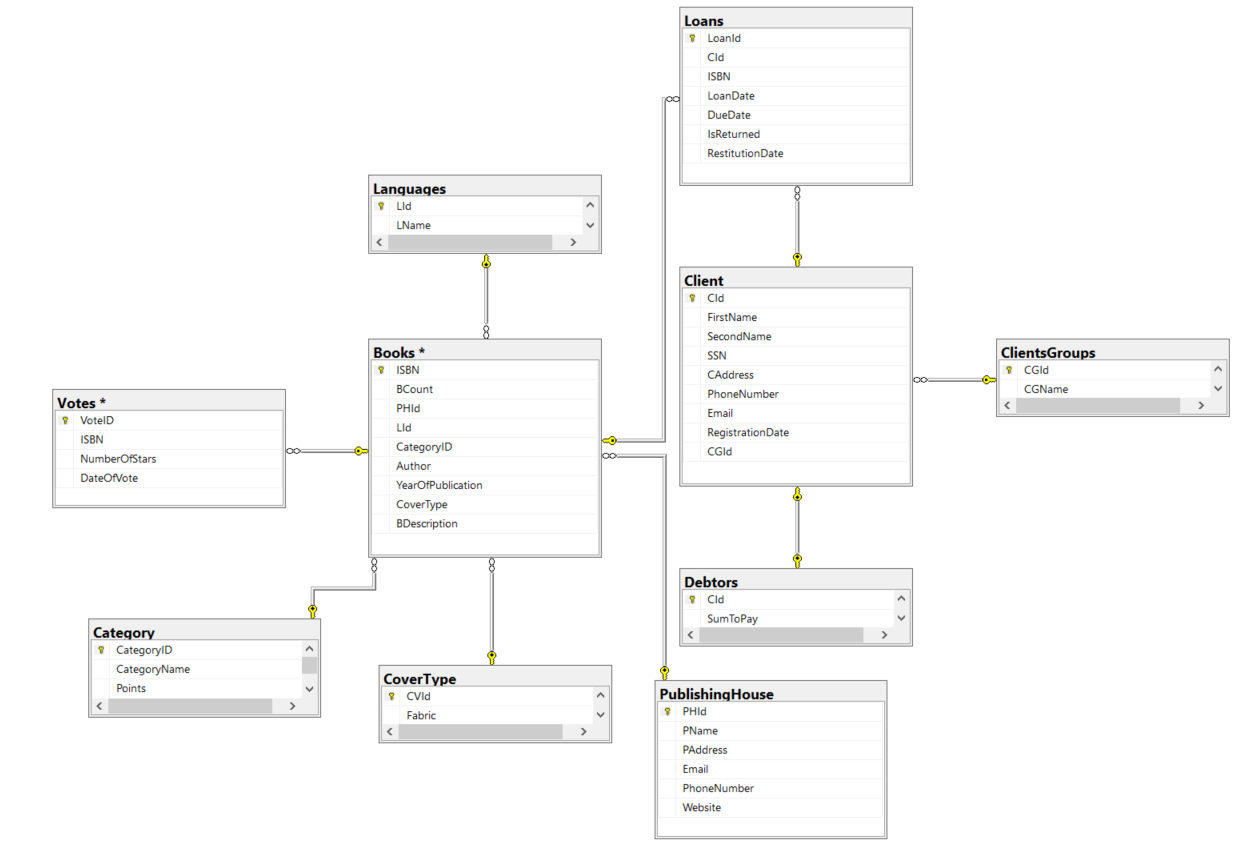 Loans
LoanId
CId
ISBN
LoanDate
DueDate
IsReturned
RestitutionDate
Languages
LId
LName
Client
CId
FirstName
SecondName
SSN
CAddress
PhoneNumber
Email
RegistrationDate
CGId
ClientsGroups
CGId
CGName
Books *
ISBN
BCount
PHId
LId
CategoryID
Author
YearOfPublication
CoverType
BDescription
Votes *
VoteID
ISBN
NumberOfStars
DateOfVote
Debtors
CId
SumToPay
Category
CategoryID
CategoryName
Points
CoverType
CVId
Fabric
PublishingHouse
PHId
PName
PAddress
Email
PhoneNumber
Website